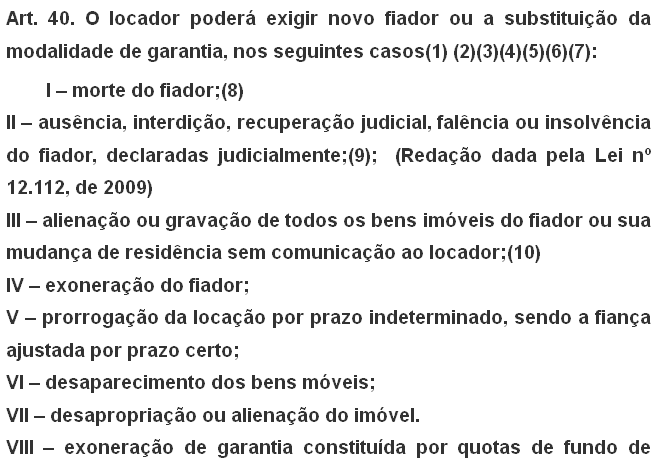 Art. 40. O locador poderá exigir novo fiador ou a substituição da
modalidade de garantia, nos seguintes casos(1) (2)(3)(4)(5)(6)(7):
I – morte do fiador;(8)
II – ausência, interdição, recuperação judicial, falência ou insolvência
do fiador, declaradas judicialmente;(9); (Redação dada pela Lei nº
12.112, de 2009)
III – alienação ou gravação de todos os bens imóveis do fiador ou sua
mudança de residência sem comunicação ao locador;(10)
IV – exoneração do fiador;
V – prorrogação da locação por prazo indeterminado, sendo a fiança
ajustada por prazo certo;
VI – desaparecimento dos bens móveis;
VII – desapropriação ou alienação do imóvel.
VIII – exoneração de garantia constituída por quotas de fundo de